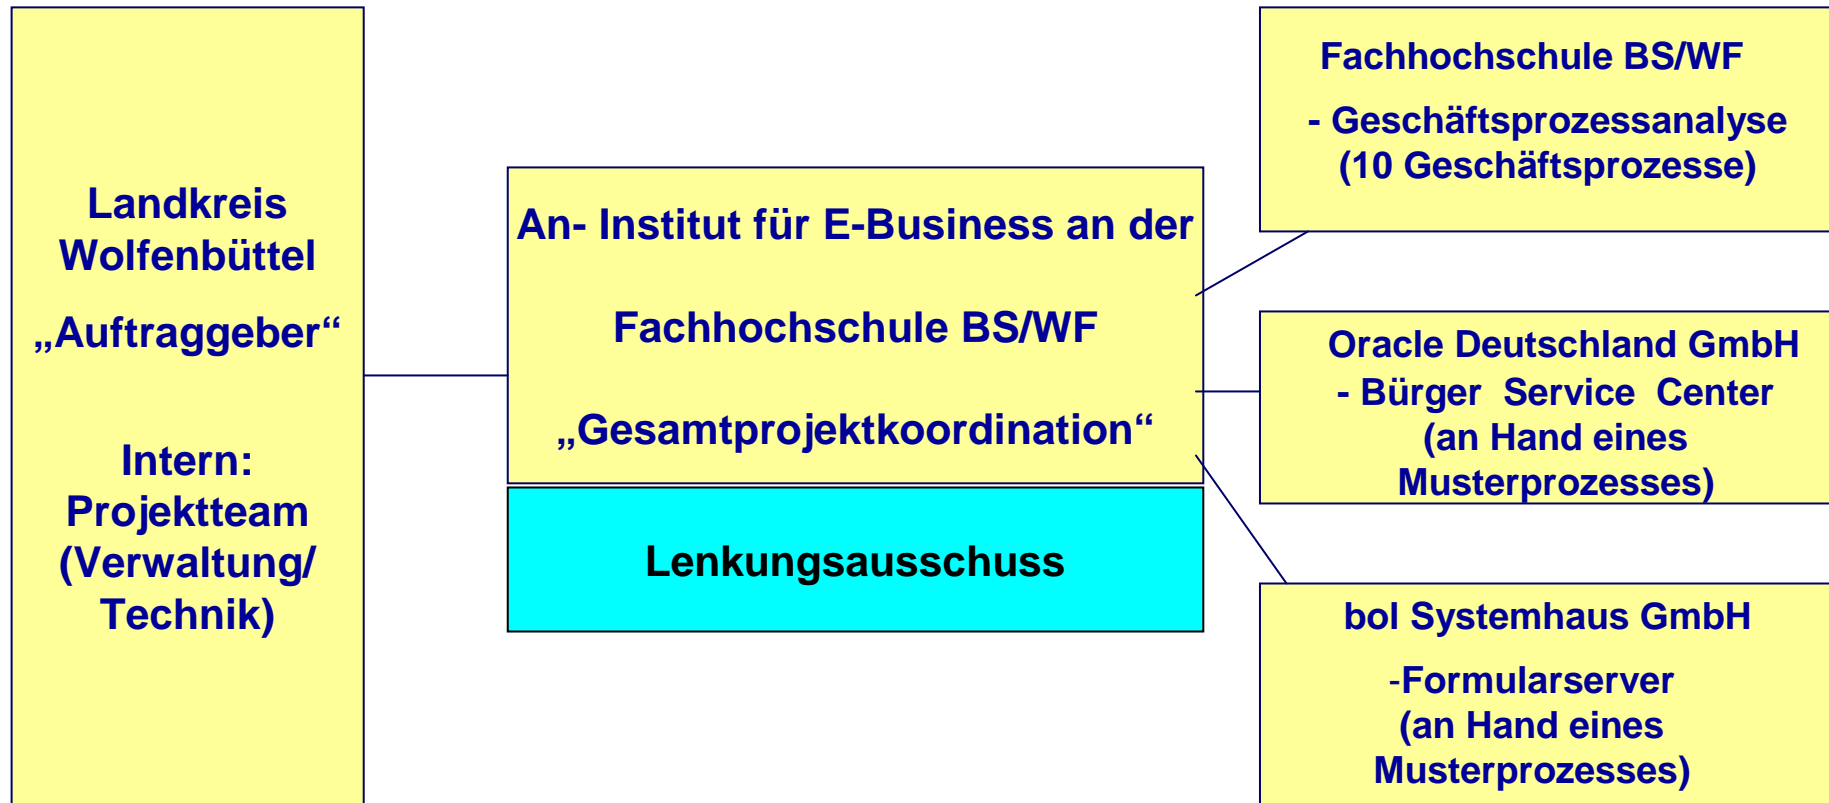 Landkreis
Wolfenbüttel
„Auftraggeber“
Intern:
Projektteam
(Verwaltung/
Technik)
An- Institut für E-Business an der
Fachhochschule BS/WF
„Gesamtprojektkoordination“
Lenkungsausschuss
Fachhochschule BS/WF
- Geschäftsprozessanalyse
(10 Geschäftsprozesse)
Oracle Deutschland GmbH
- Bürger Service Center
(an Hand eines
Musterprozesses)
bol Systemhaus GmbH
-Formularserver
(an Hand eines
Musterprozesses)